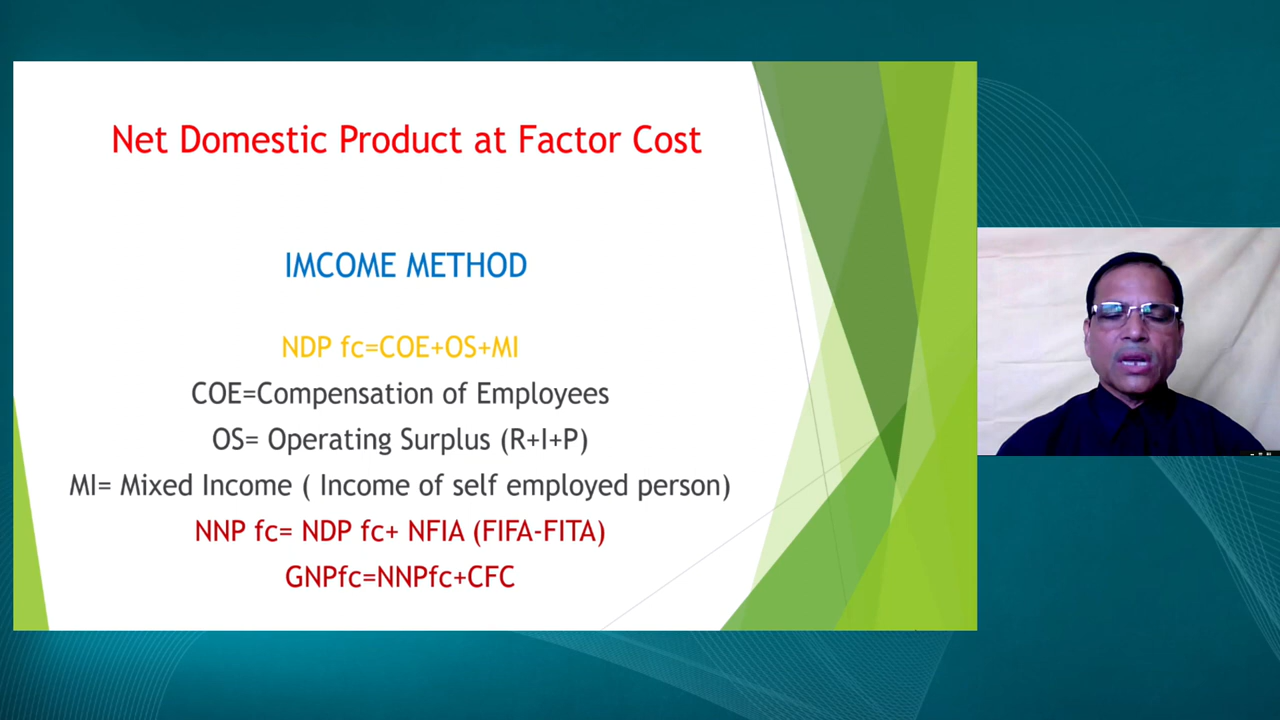 Net Domestic Product at Factor Cost
IMCOME METHOD
NDP fc=COE+OS+MI
COE=Compensation of Employees
OS= Operating Surplus (R+I+P)
MI= Mixed Income ( Income of self employed person)
NNP fc= NDP fc+ NFIA (FIFA-FITA)
GNPfc=NNPfc+CFC